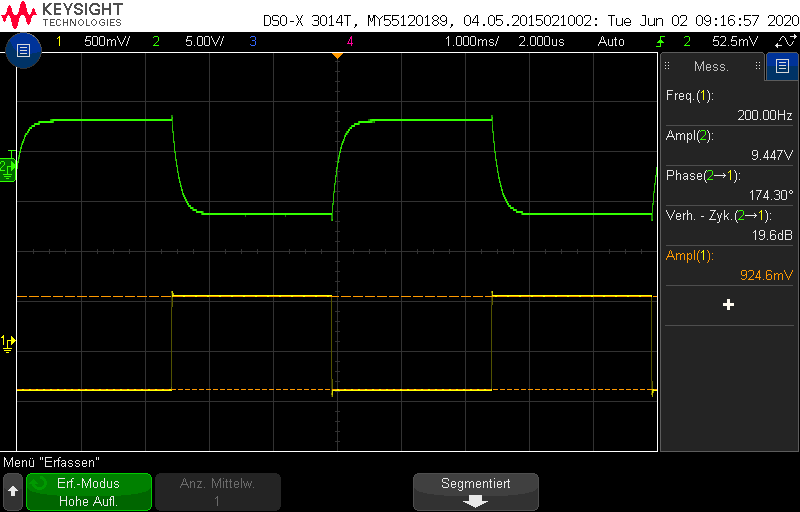 KEYSIGHT
TECHNOLOGIES
DSO-X 3014T, MY55120189, 04.05.2015021002: Tue Jun 02 09:16:57 2020
1 500mV/ 2 5.00V/ 3 4 1.000ms/ 2.000us Auto 2 52.5mV
Mess.
Freq.(1):
200.00Hz
Ampl(2):
9.447V
Phase(2→1):
174.30°
Verh. - Zyk.(2→1):
19.6dB
Ampl(1):
924.6mV
+
T
2
1
Menü "Erfassen"
Erf.-Modus
Hohe Aufl.
Anz. Mittelw.
1
Segmentiert